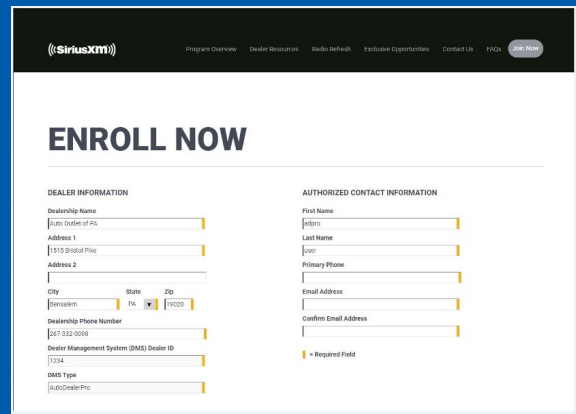 ((SiriusXM))
Program Overview Dealer Resources Radio Refresh Exclusive Opportunities Contact Us FAQs Join Now
ENROLL NOW
DEALER INFORMATION
Dealership Name
Auto Outlet of PA
Address 1
1515 Bristol Pike
Address 2
City State Zip
Bensalem PA 19020
Dealership Phone Number
267-332-0098
Dealer Management System (DMS) Dealer ID
1234
DMS Type
AutoDealerPro
AUTHORIZED CONTACT INFORMATION
First Name
adpro
Last Name
user
Primary Phone
Email Address
Confirm Email Address
= Required Field